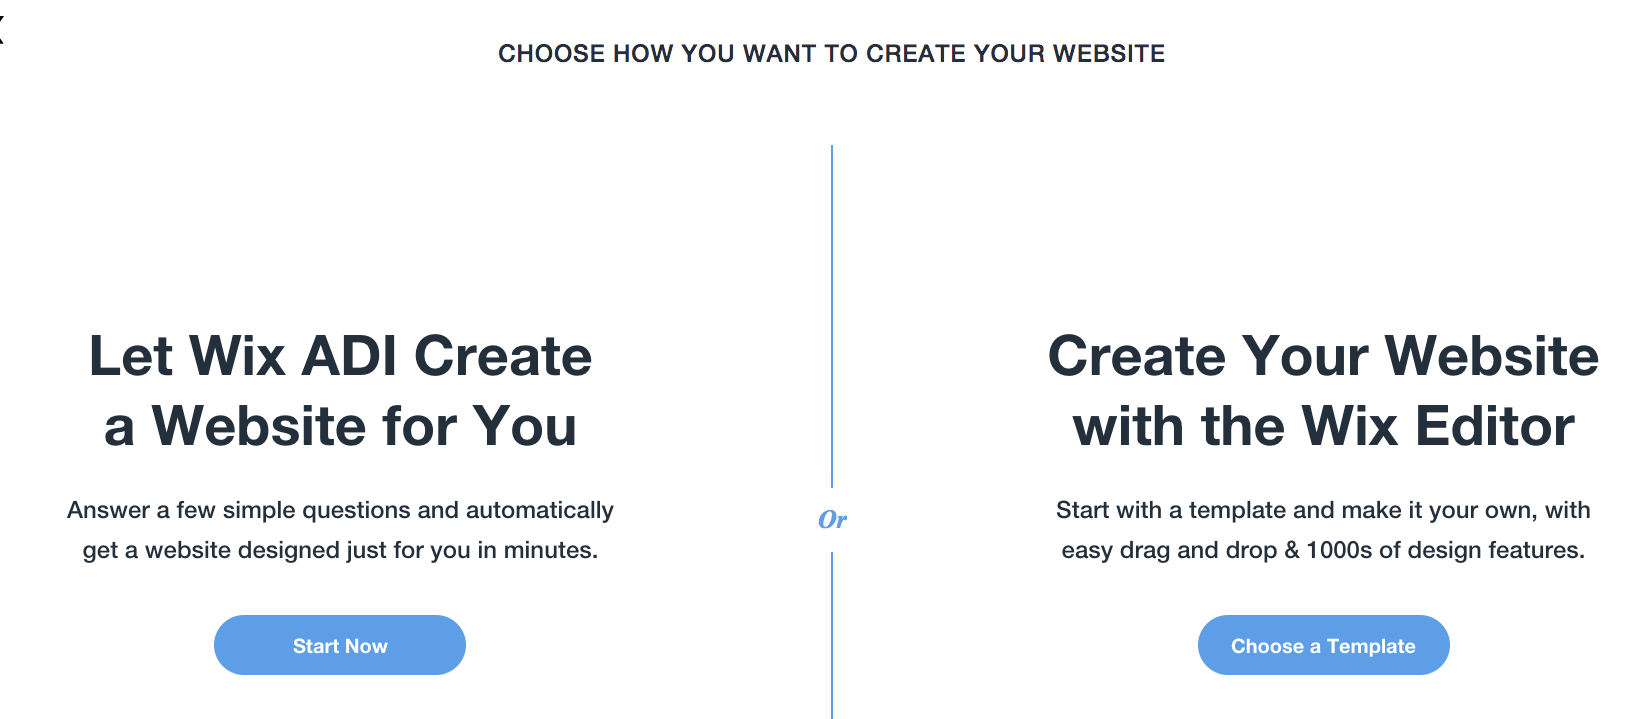 CHOOSE HOW YOU WANT TO CREATE YOUR WEBSITE
Let Wix ADI Create
a Website for You
Answer a few simple questions and automatically
get a website designed just for you in minutes.
Start Now
Or
Create Your Website
with the Wix Editor
Start with a template and make it your own, with
easy drag and drop & 1000s of design features.
Choose a Template